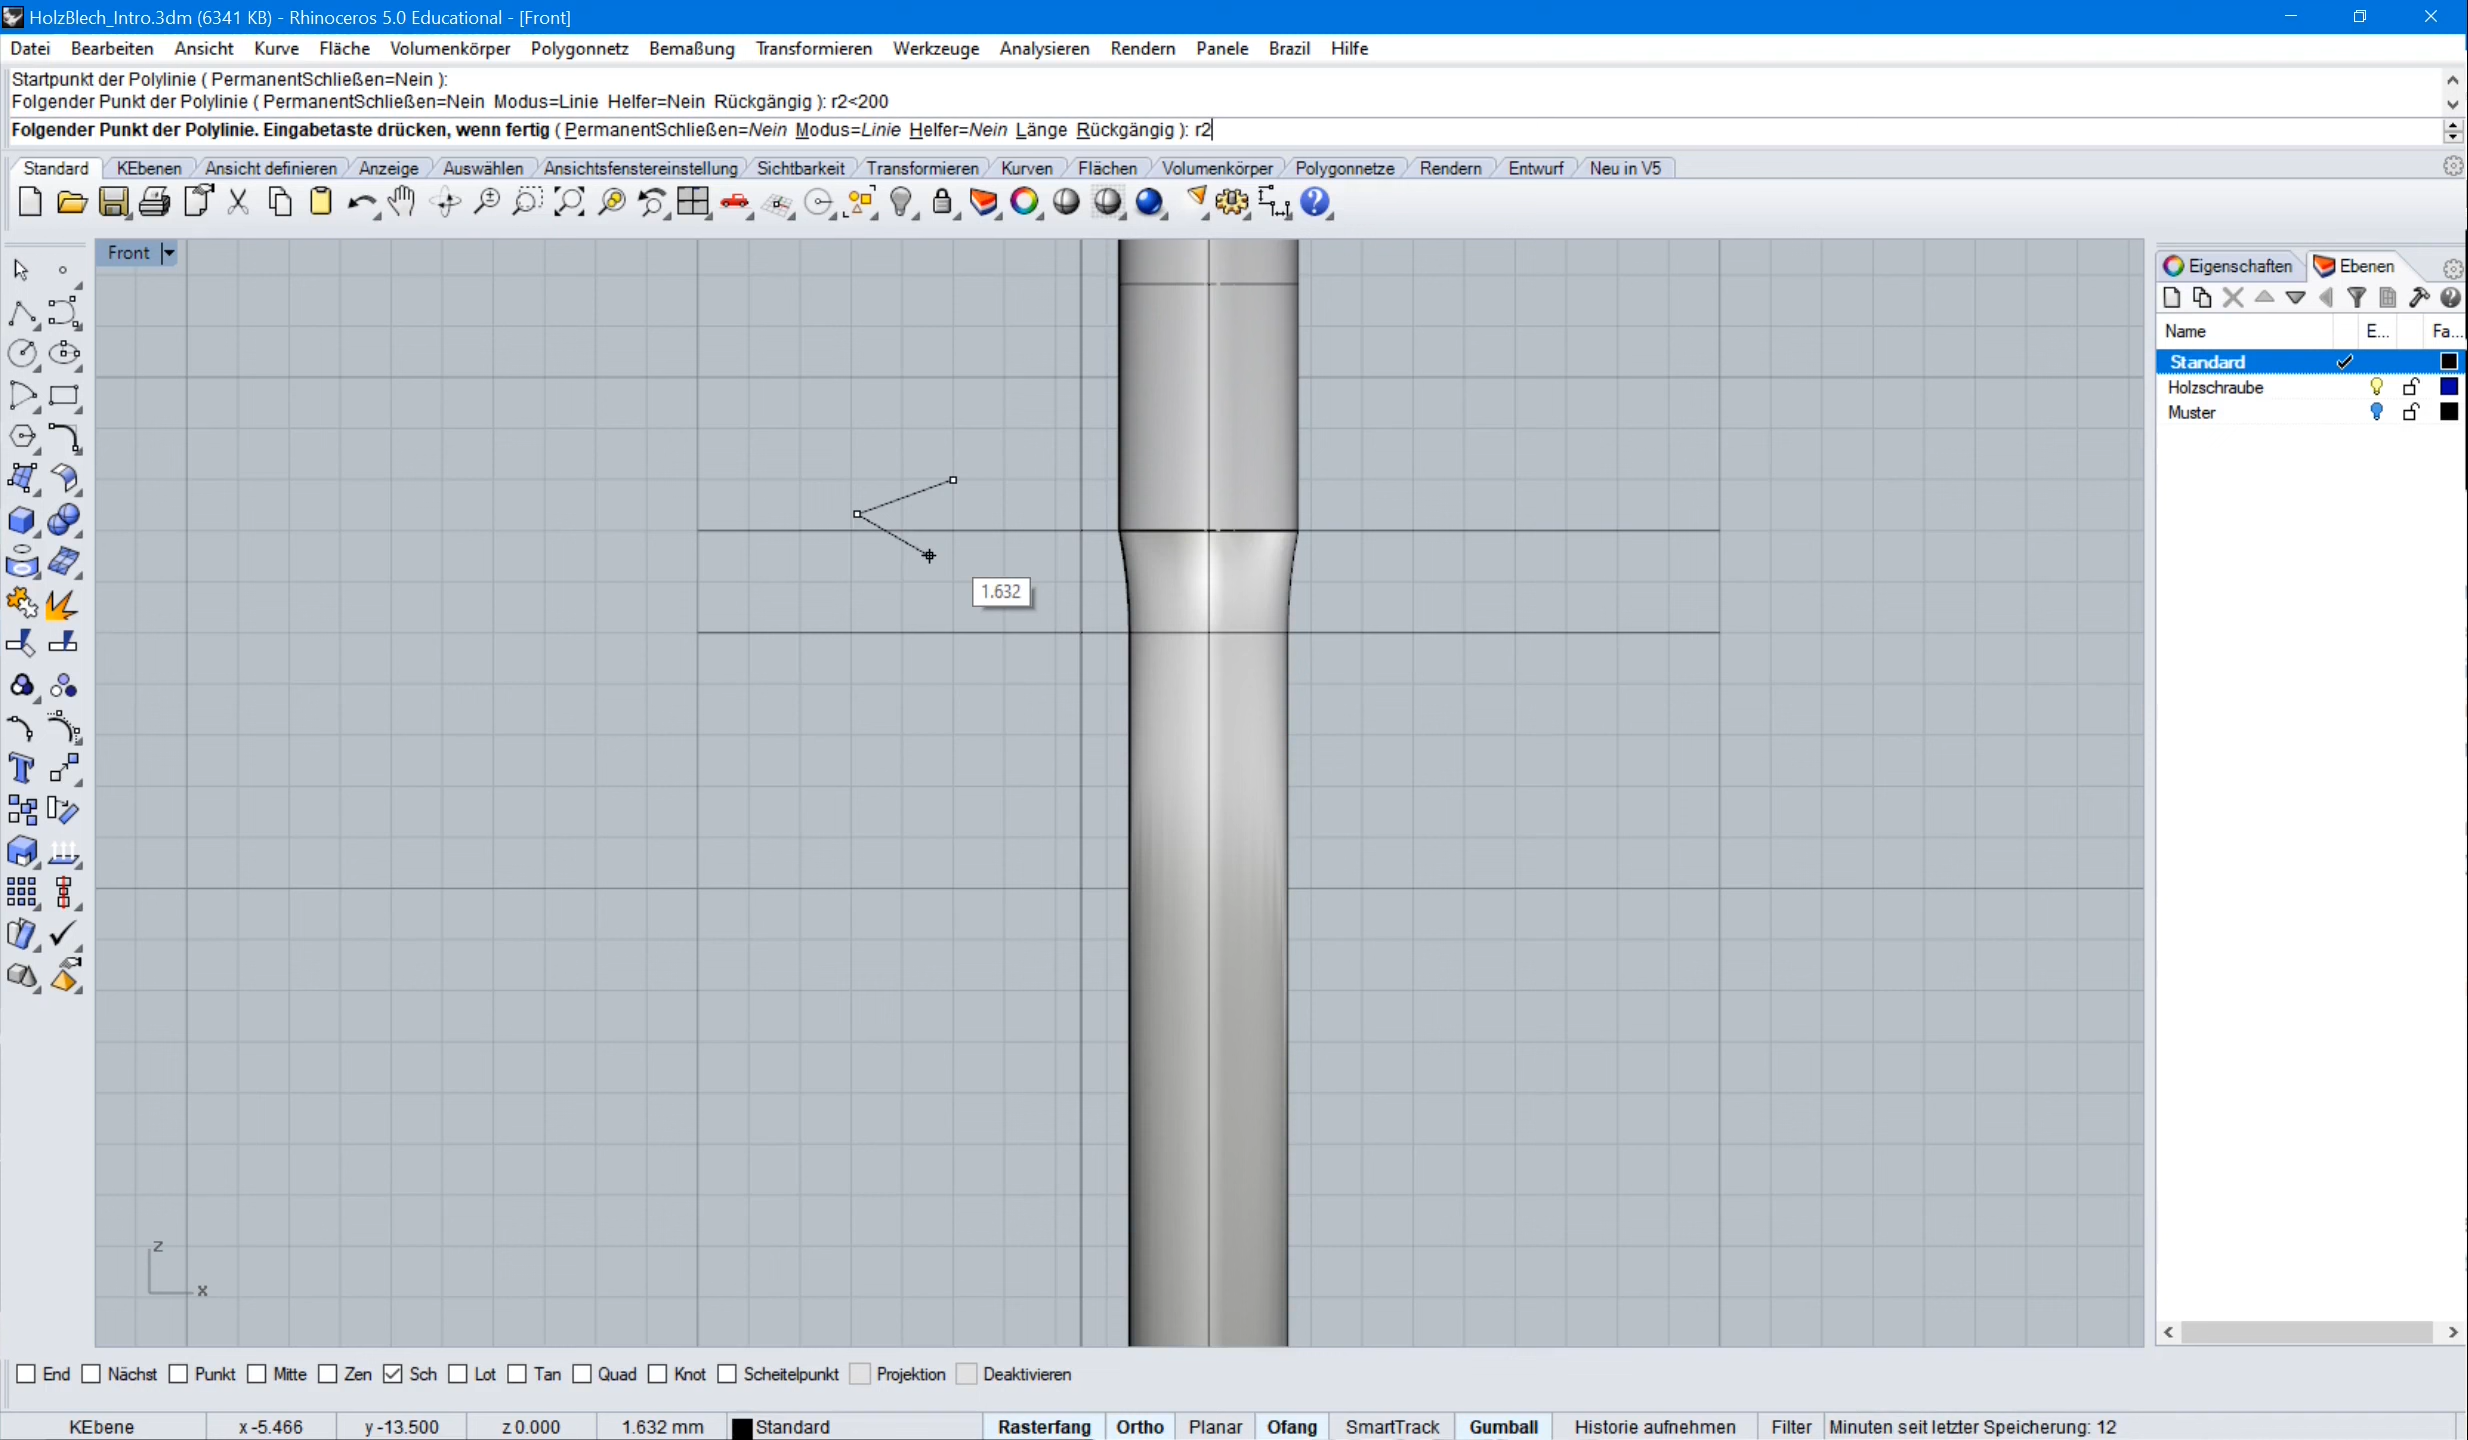 HolzBlech_Intro.3dm (6341 KB) - Rhinoceros 5.0 Educational - [Front]
Datei Bearbeiten Ansicht Kurve Fläche Volumenkörper Polygonnetz Bemaßung Transformieren Werkzeuge Analysieren Rendern Panele Brazil Hilfe
Startpunkt der Polylinie ( PermanentSchließen=Nein ):
Folgender Punkt der Polylinie ( PermanentSchließen=Nein Modus=Linie Helfer=Nein Rückgängig ): r2<200
Folgender Punkt der Polylinie. Eingabetaste drücken, wenn fertig ( PermanentSchließen=Nein Modus=Linie Helfer=Nein Länge Rückgängig ): r2
Standard KEbenen Ansicht definieren Anzeige Auswählen Ansichtsfenstereinstellung Sichtbarkeit Transformieren Kurven Flächen Volumenkörper Polygonnetze Rendern Entwurf Neu in V5
Front
Eigenschaften Ebenen
Name E... Fa...
Standard
Holzschraube
Muster
1.632
z
x
End Nächst Punkt Mitte Zen Sch Lot Tan Quad Knot Scheitelpunkt Projektion Deaktivieren
KEbene x -5.466 y -13.500 z 0.000 1.632 mm Standard Rasterfang Ortho Planar Ofang SmartTrack Gumball Historie aufnehmen Filter Minuten seit letzter Speicherung: 12